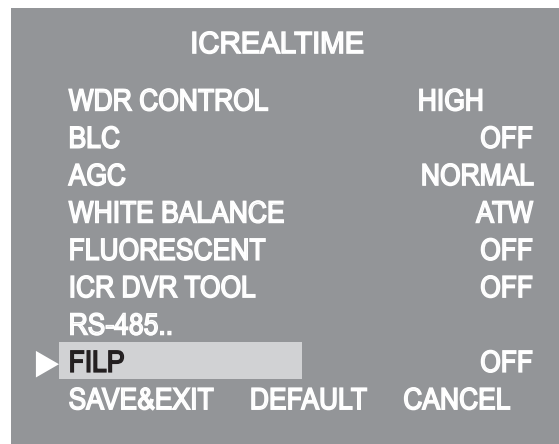 ICREALTIME
WDR CONTROL HIGH
BLC OFF
AGC NORMAL
WHITE BALANCE ATW
FLUORESCENT OFF
ICR DVR TOOL OFF
RS-485..
FILP OFF
SAVE&EXIT DEFAULT CANCEL